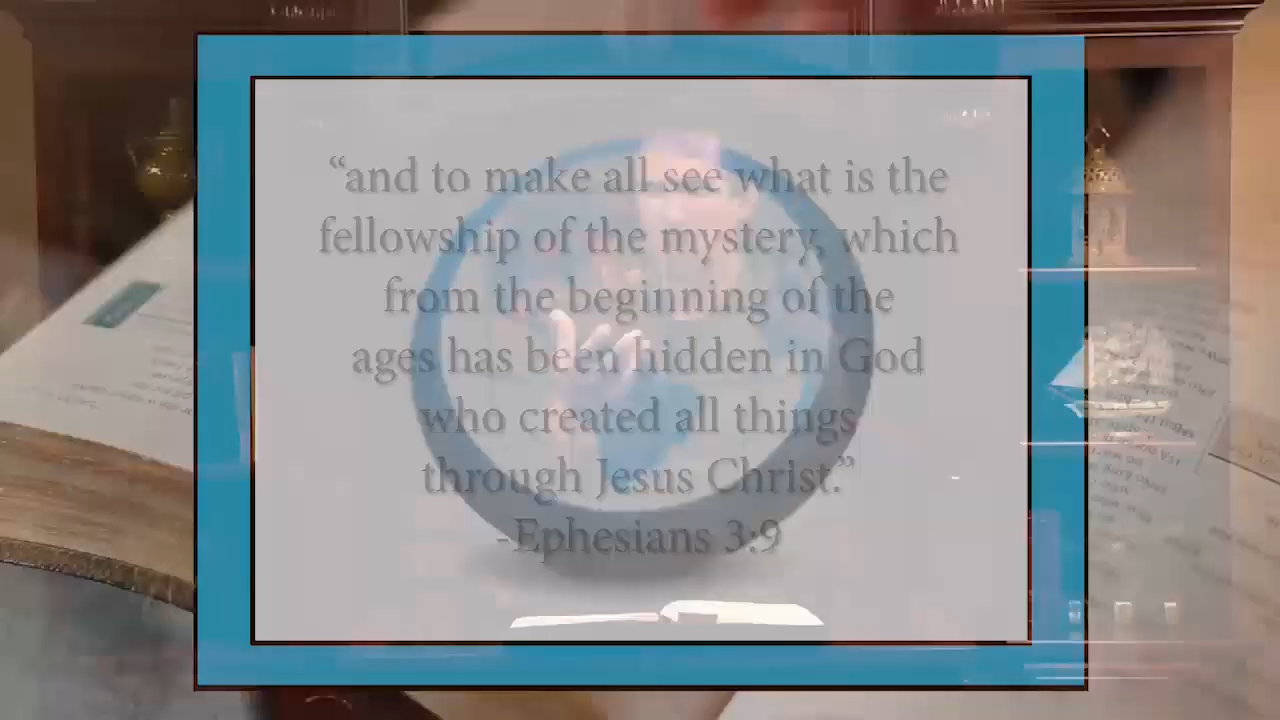 “and to make all see what is the
fellowship of the mystery, which
from the beginning of the
ages has been hidden in God
who created all things
through Jesus Christ.”
-Ephesians 3:9